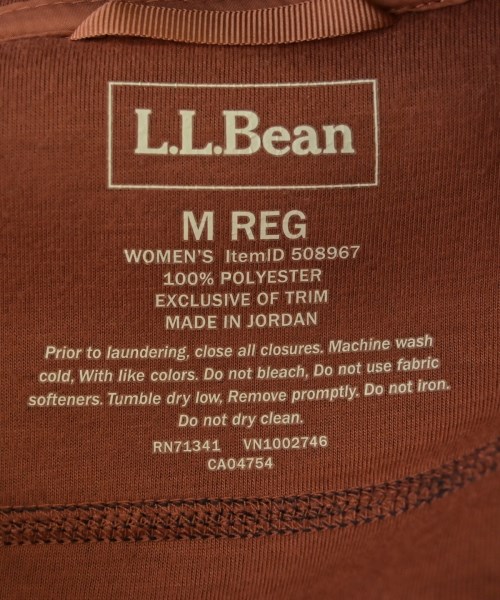 L.L.Bean
M REG
WOMEN'S ItemID 508967
100% POLYESTER
EXCLUSIVE OF TRIM
MADE IN JORDAN
Prior to laundering, close all closures. Machine wash
cold, With like colors. Do not bleach, Do not use fabric
softeners. Tumble dry low, Remove promptly. Do not iron.
Do not dry clean.
RN71341 VN1002746
CA04754